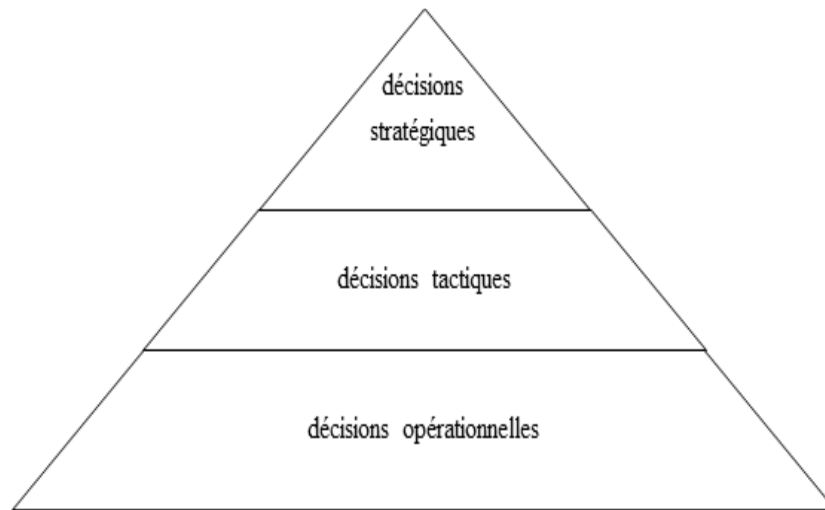 décisions
stratégiques
décisions tactiques
décisions opérationnelles